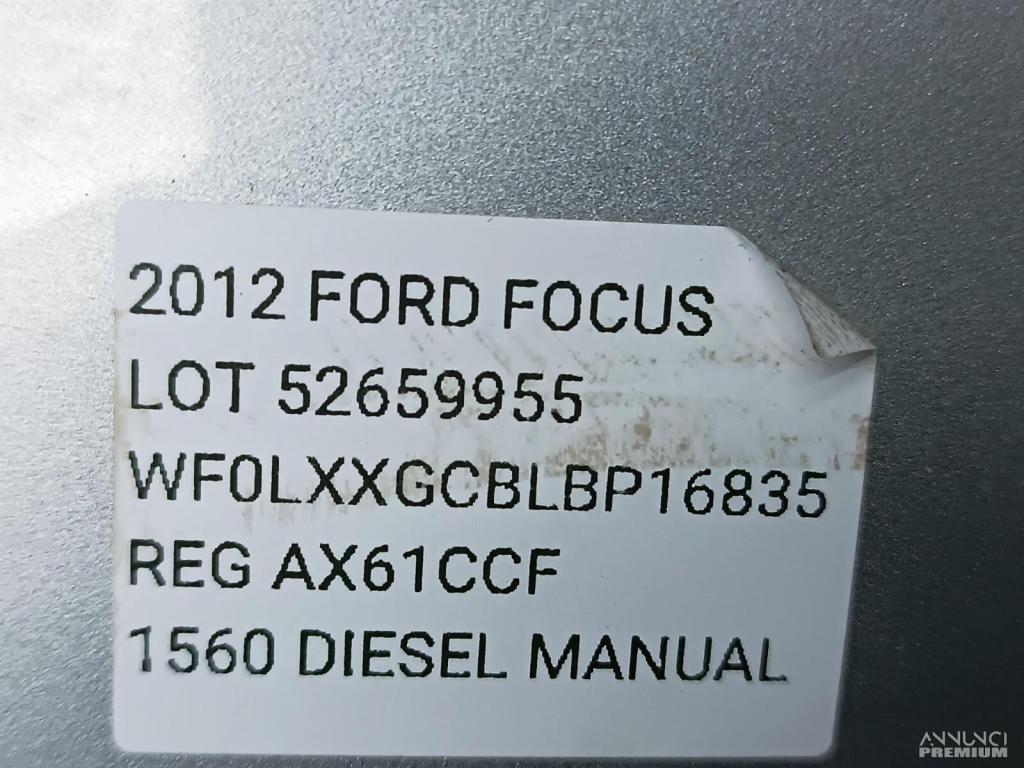 2012 FORD FOCUS
LOT 52659955
WF0LXXGCBLBP16835
REG AX61CCF
1560 DIESEL MANUAL
ANNUNCI
PREMIUM